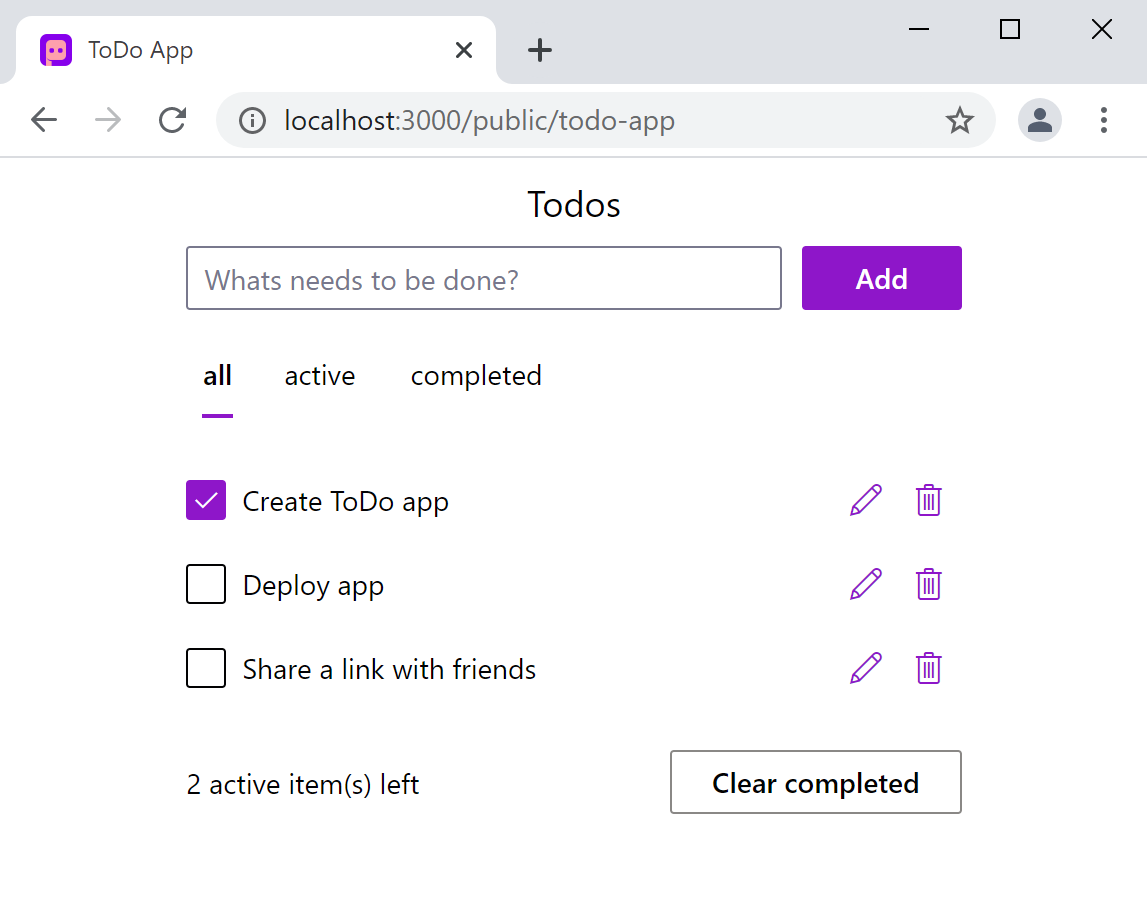 ToDo App
localhost:3000/public/todo-app
Todos
Whats needs to be done?
Add
all active completed
Create ToDo app
Deploy app
Share a link with friends
2 active item(s) left
Clear completed